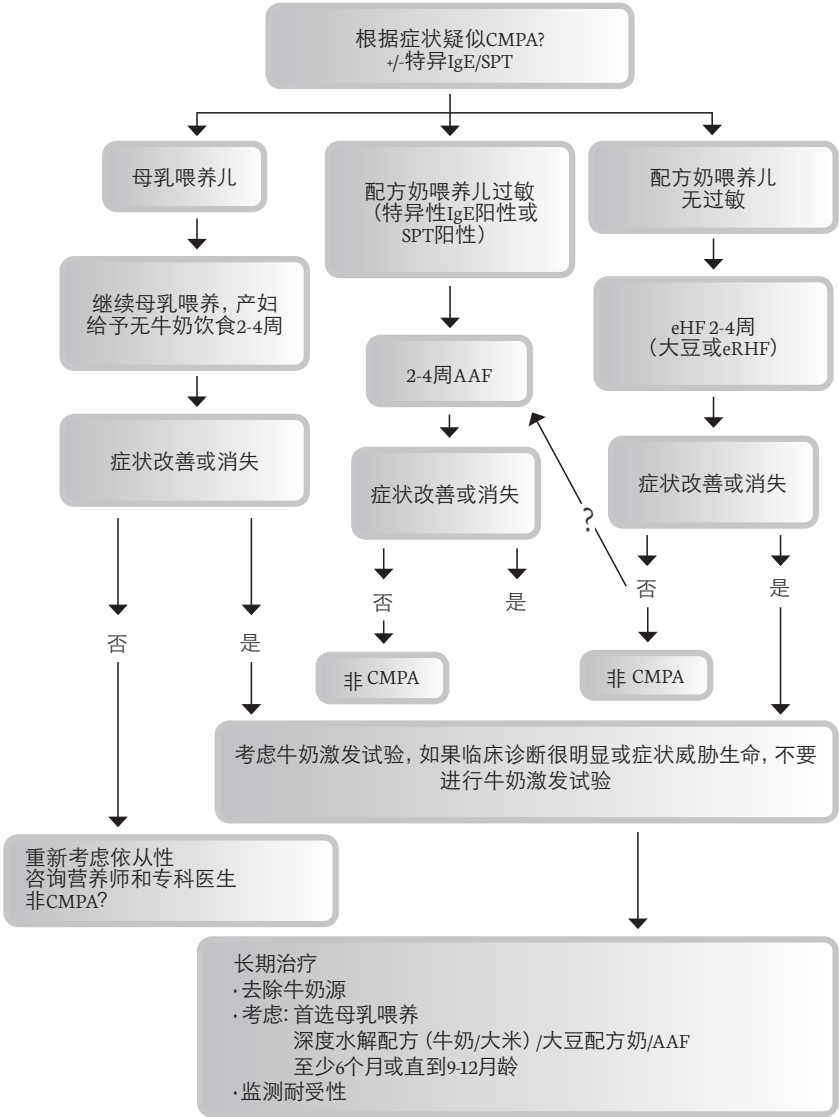 根据症状疑似CMPA?
+/-特异IgE/SPT
母乳喂养儿
配方奶喂养儿过敏
（特异性IgE阳性或
SPT阳性）
配方奶喂养儿
无过敏
继续母乳喂养，产妇
给予无牛奶饮食2-4周
2-4周AAF
eHF 2-4周
（大豆或eRHF）
症状改善或消失
症状改善或消失
症状改善或消失
?
否
是
否
是
否
是
非 CMPA
非 CMPA
考虑牛奶激发试验，如果临床诊断很明显或症状威胁生命，不要
进行牛奶激发试验
重新考虑依从性
咨询营养师和专科医生
非CMPA?
长期治疗
·去除牛奶源
·考虑：首选母乳喂养
深度水解配方（牛奶/大米）/大豆配方奶/AAF
至少6个月或直到9-12月龄
·监测耐受性